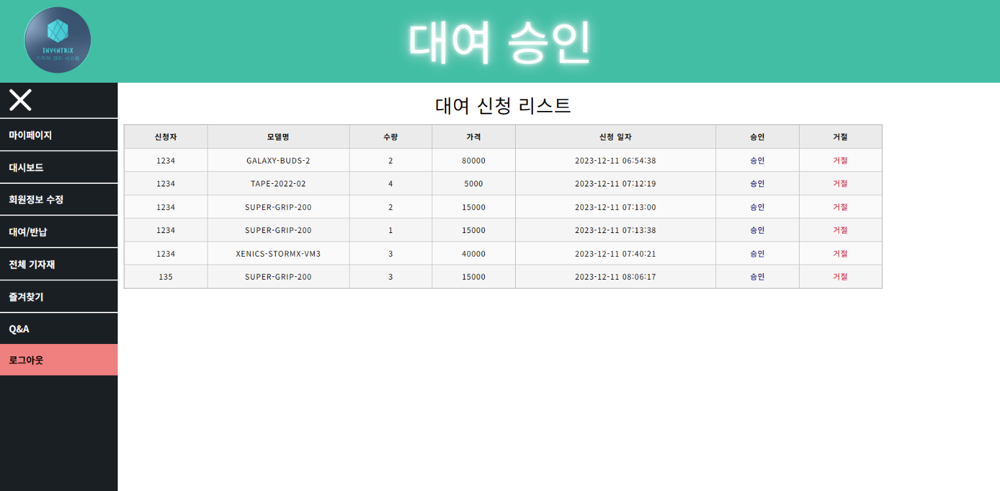 INVENTRIX
기자재 관리 시스템
대여 승인
마이페이지
대시보드
회원정보 수정
대여/반납
전체 기자재
즐겨찾기
Q&A
로그아웃
대여 신청 리스트
신청자 모델명 수량 가격 신청 일자 승인 거절
1234 GALAXY-BUDS-2 2 80000 2023-12-11 06:54:38 승인 거절
1234 TAPE-2022-02 4 5000 2023-12-11 07:12:19 승인 거절
1234 SUPER-GRIP-200 2 15000 2023-12-11 07:13:00 승인 거절
1234 SUPER-GRIP-200 1 15000 2023-12-11 07:13:38 승인 거절
1234 XENICS-STORMX-VM3 3 40000 2023-12-11 07:40:21 승인 거절
135 SUPER-GRIP-200 3 15000 2023-12-11 08:06:17 승인 거절